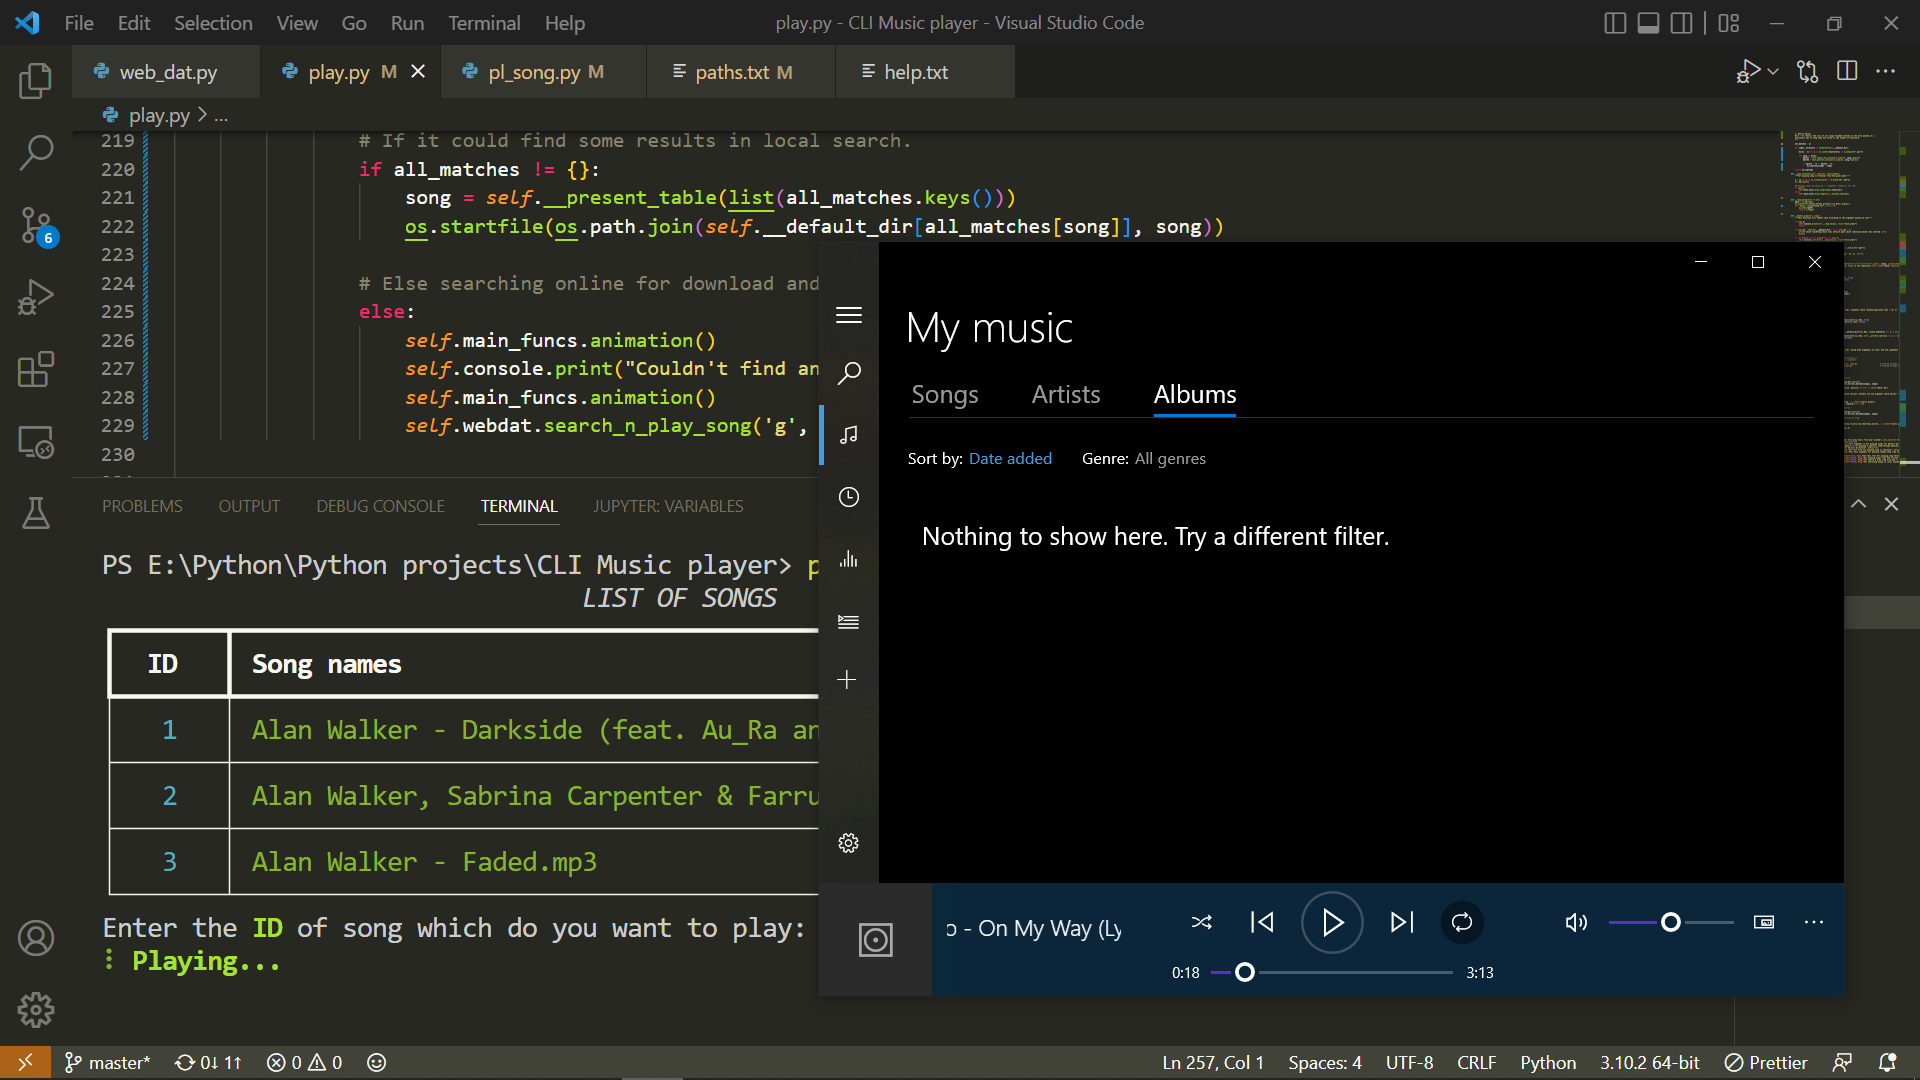 File Edit Selection View Go Run Terminal Help
play.py - CLI Music player - Visual Studio Code
web_dat.py
play.py M
pl_song.py M
paths.txt M
help.txt
play.py > ...
219 # If it could find some results in local search.
220 if all_matches != {}:
221 song = self.__present_table(list(all_matches.keys()))
222 os.startfile(os.path.join(self.__default_dir[all_matches[song]], song))
223
224 # Else searching online for download and
225 else:
226 self.main_funcs.animation()
227 self.console.print("Couldn't find an
228 self.main_funcs.animation()
229 self.webdat.search_n_play_song('g',
230
6
PROBLEMS OUTPUT DEBUG CONSOLE TERMINAL JUPYTER: VARIABLES
PS E:\Python\Python projects\CLI Music player> p
LIST OF SONGS
ID Song names
1 Alan Walker - Darkside (feat. Au_Ra an
2 Alan Walker, Sabrina Carpenter & Farru
3 Alan Walker - Faded.mp3
Enter the ID of song which do you want to play:
Playing...
My music
Songs Artists Albums
Sort by: Date added Genre: All genres
Nothing to show here. Try a different filter.
o - On My Way (Ly
0:18 3:13
master* 0↓ 1↑ 0 0
Ln 257, Col 1 Spaces: 4 UTF-8 CRLF Python 3.10.2 64-bit Prettier